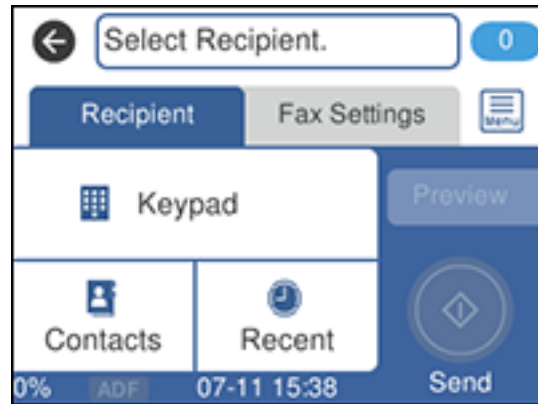 Select Recipient.
0
Recipient
Fax Settings
Menu
Keypad
Preview
Contacts
Recent
0%
ADF
07-11 15:38
Send